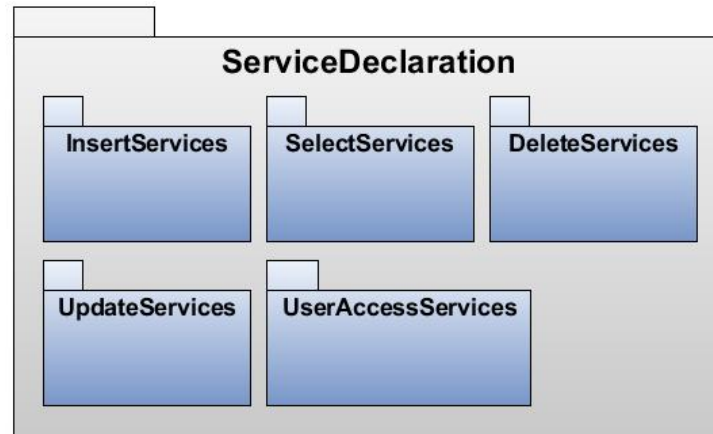 ServiceDeclaration
InsertServices
SelectServices
DeleteServices
UpdateServices
UserAccessServices